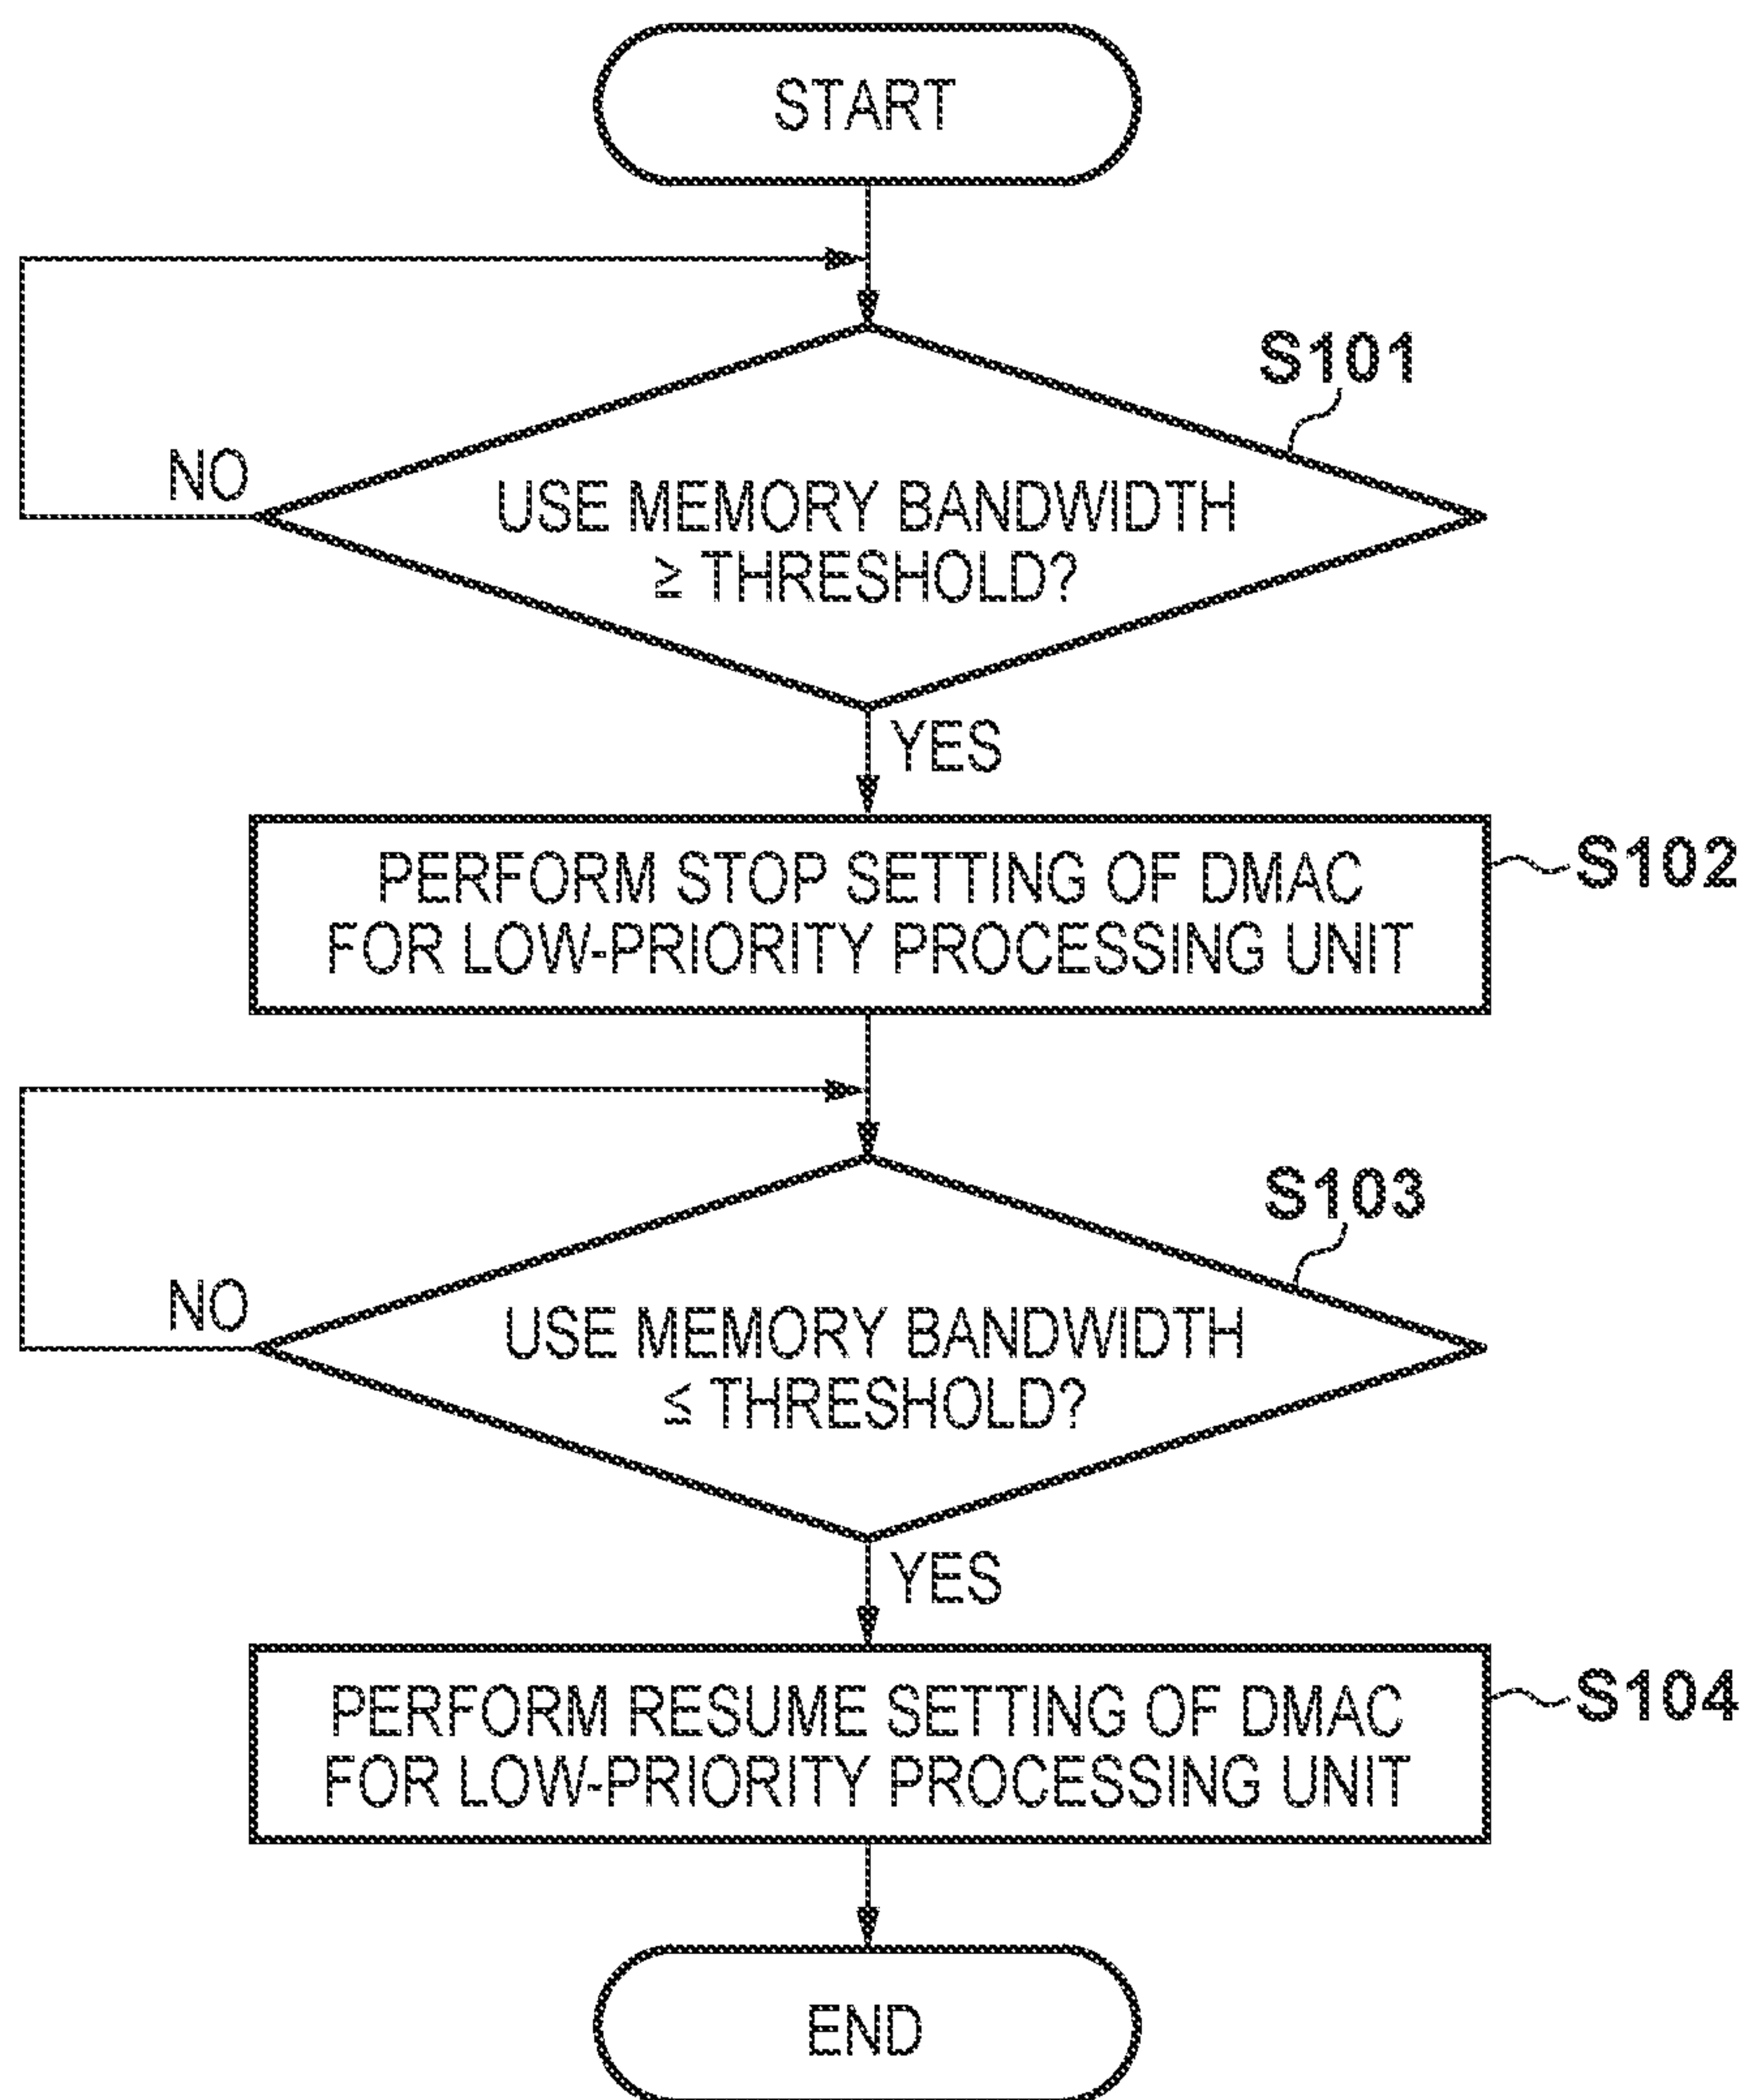 START
S101
NO
USE MEMORY BANDWIDTH
≥ THRESHOLD?
YES
PERFORM STOP SETTING OF DMAC
FOR LOW-PRIORITY PROCESSING UNIT
S102
S103
NO
USE MEMORY BANDWIDTH
≤ THRESHOLD?
YES
PERFORM RESUME SETTING OF DMAC
FOR LOW-PRIORITY PROCESSING UNIT
S104
END